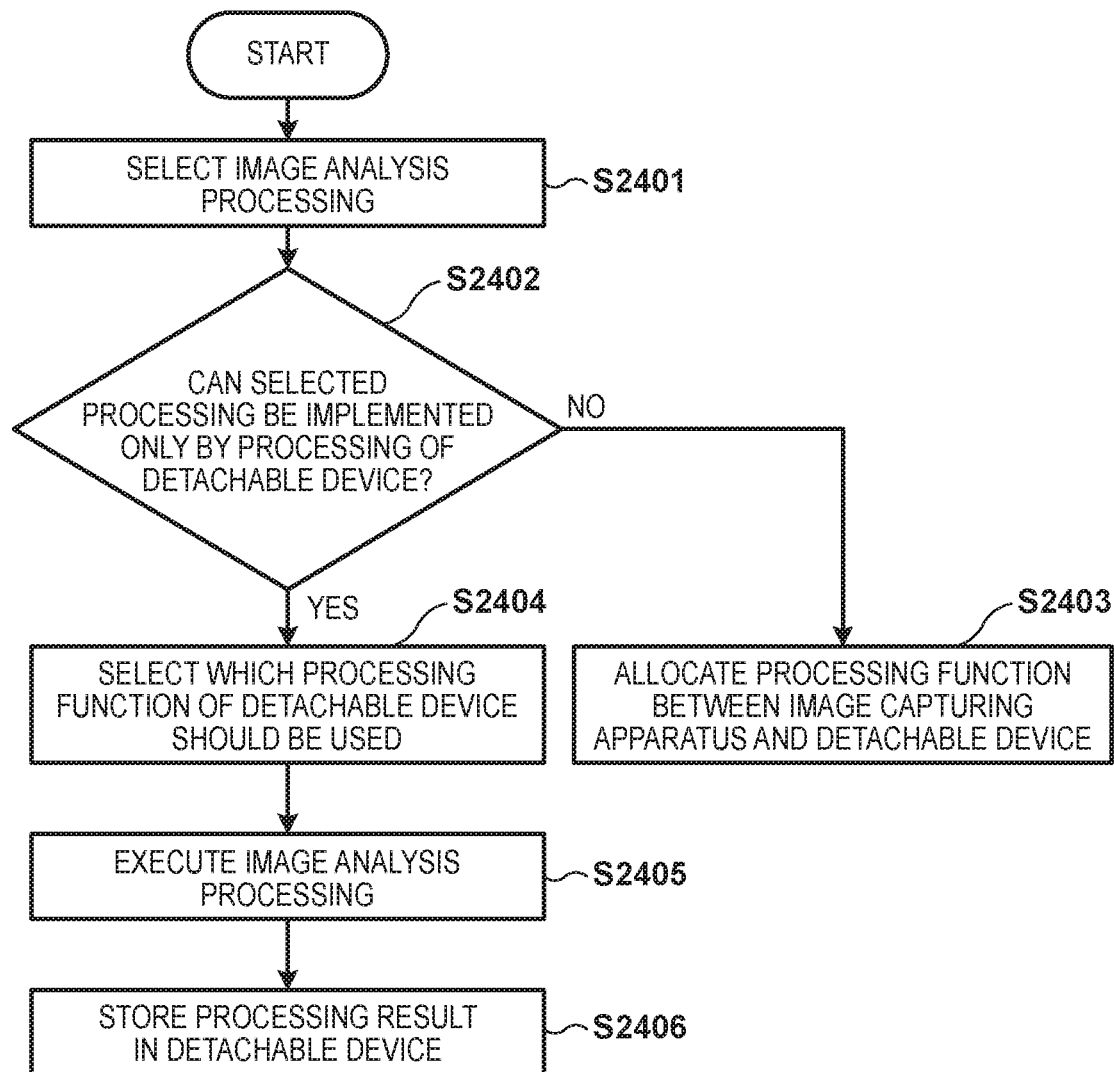 START
SELECT IMAGE ANALYSIS
PROCESSING
S2401
S2402
CAN SELECTED
PROCESSING BE IMPLEMENTED
ONLY BY PROCESSING OF
DETACHABLE DEVICE?
NO
YES
S2404
SELECT WHICH PROCESSING
FUNCTION OF DETACHABLE DEVICE
SHOULD BE USED
S2403
ALLOCATE PROCESSING FUNCTION
BETWEEN IMAGE CAPTURING
APPARATUS AND DETACHABLE DEVICE
EXECUTE IMAGE ANALYSIS
PROCESSING
S2405
STORE PROCESSING RESULT
IN DETACHABLE DEVICE
S2406